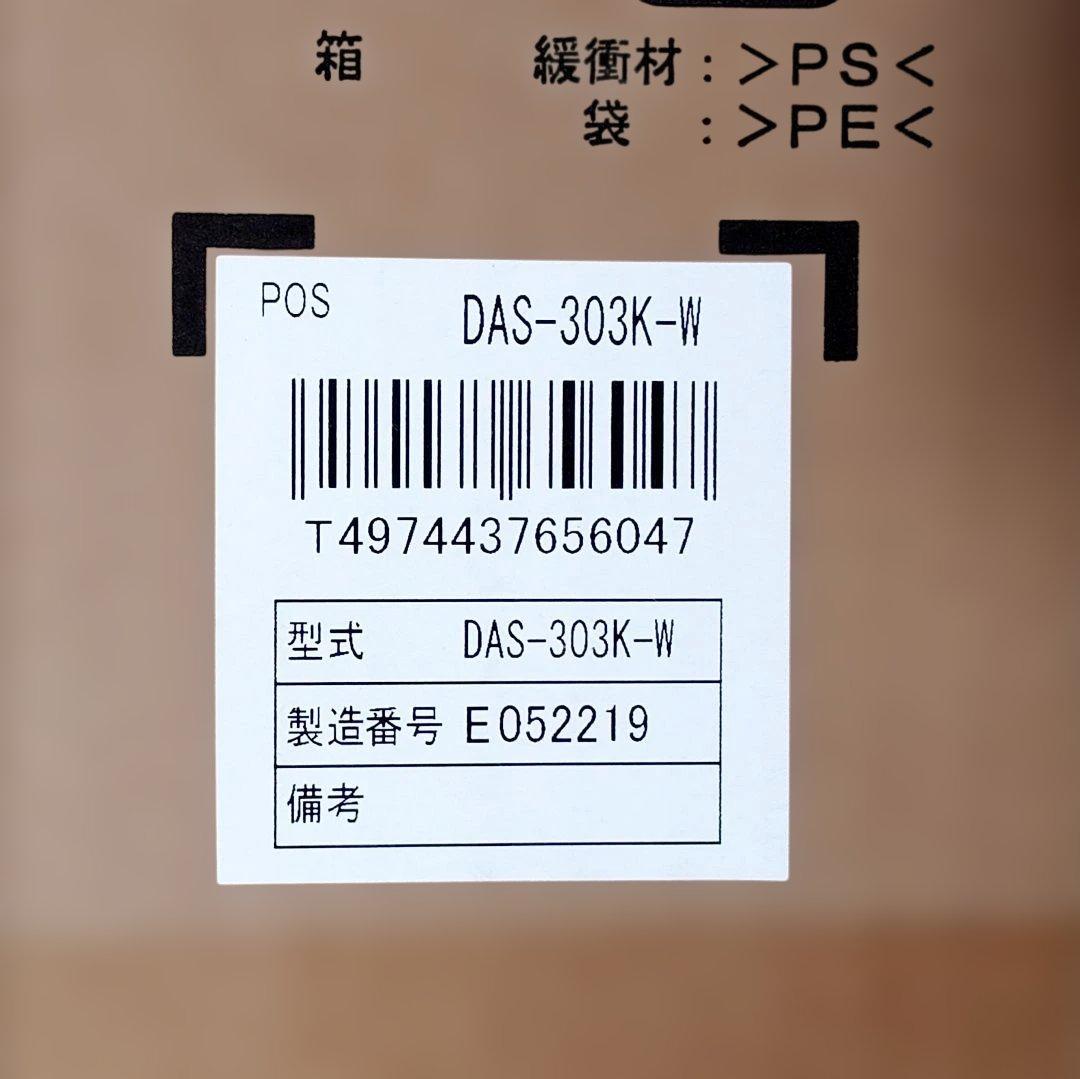 箱
緩衝材:>PS<
袋 :>PE<
POS DAS-303K-W
T4974437656047
型式 DAS-303K-W
製造番号 E052219
備考